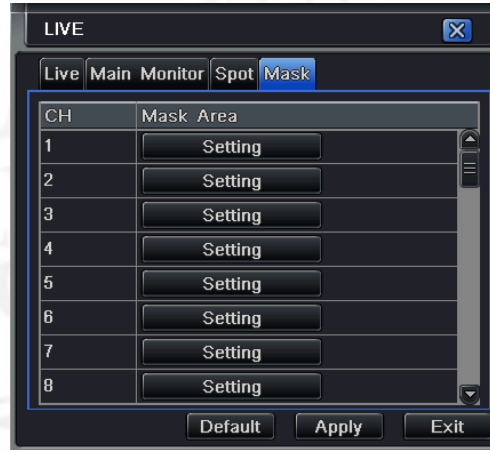 LIVE
Live Main Monitor Spot Mask
CH Mask Area
1 Setting
2 Setting
3 Setting
4 Setting
5 Setting
6 Setting
7 Setting
8 Setting
Default Apply Exit